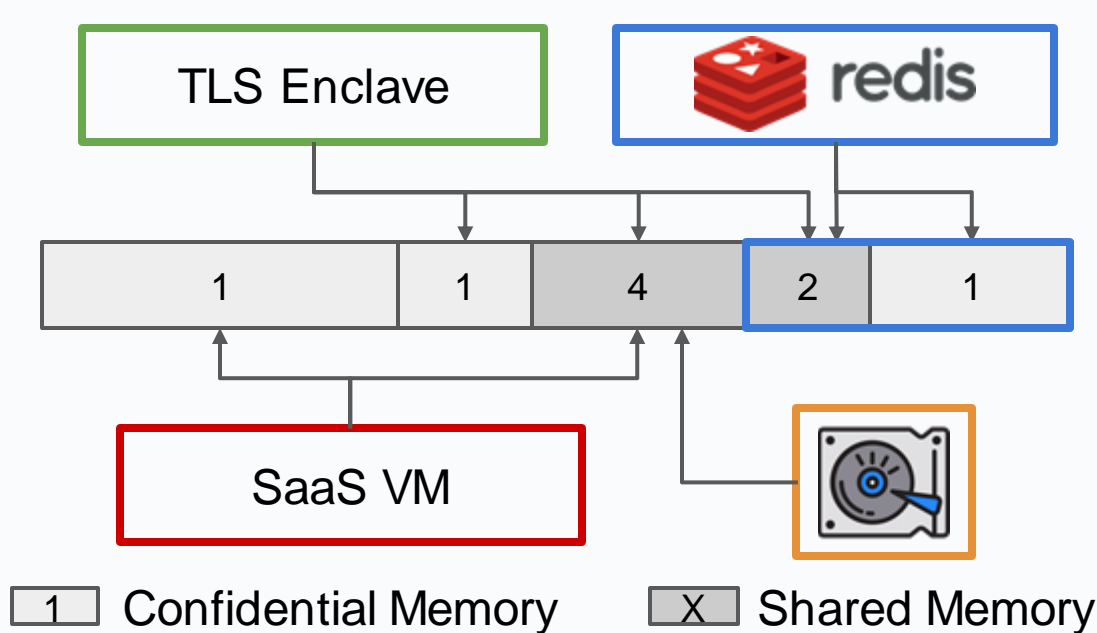 TLS Enclave
redis
1
1
4
2
1
SaaS VM
1 Confidential Memory
X Shared Memory